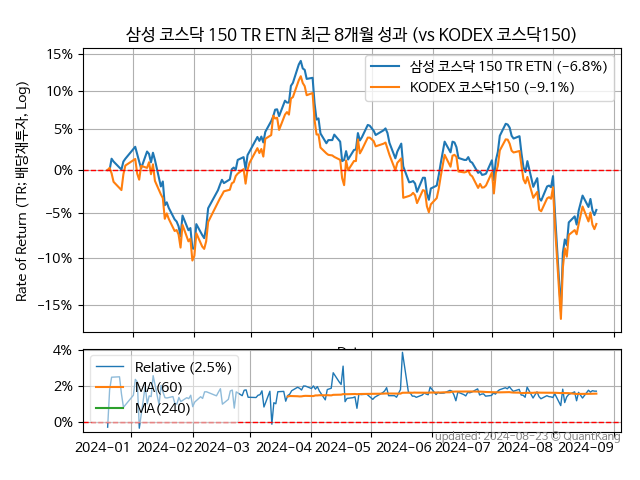 삼성 코스닥 150 TR ETN 최근 8개월 성과 (vs KODEX 코스닥150)
Rate of Return (TR: 배당재투자, Log)
15%
10%
5%
0%
−5%
−10%
−15%
삼성 코스닥 150 TR ETN (−6.8%)
KODEX 코스닥150 (−9.1%)
4%
2%
0%
Relative (2.5%)
MA(60)
MA(240)
updated: 2024-08-23 © QuantKang
2024-01 2024-02 2024-03 2024-04 2024-05 2024-06 2024-07 2024-08 2024-09